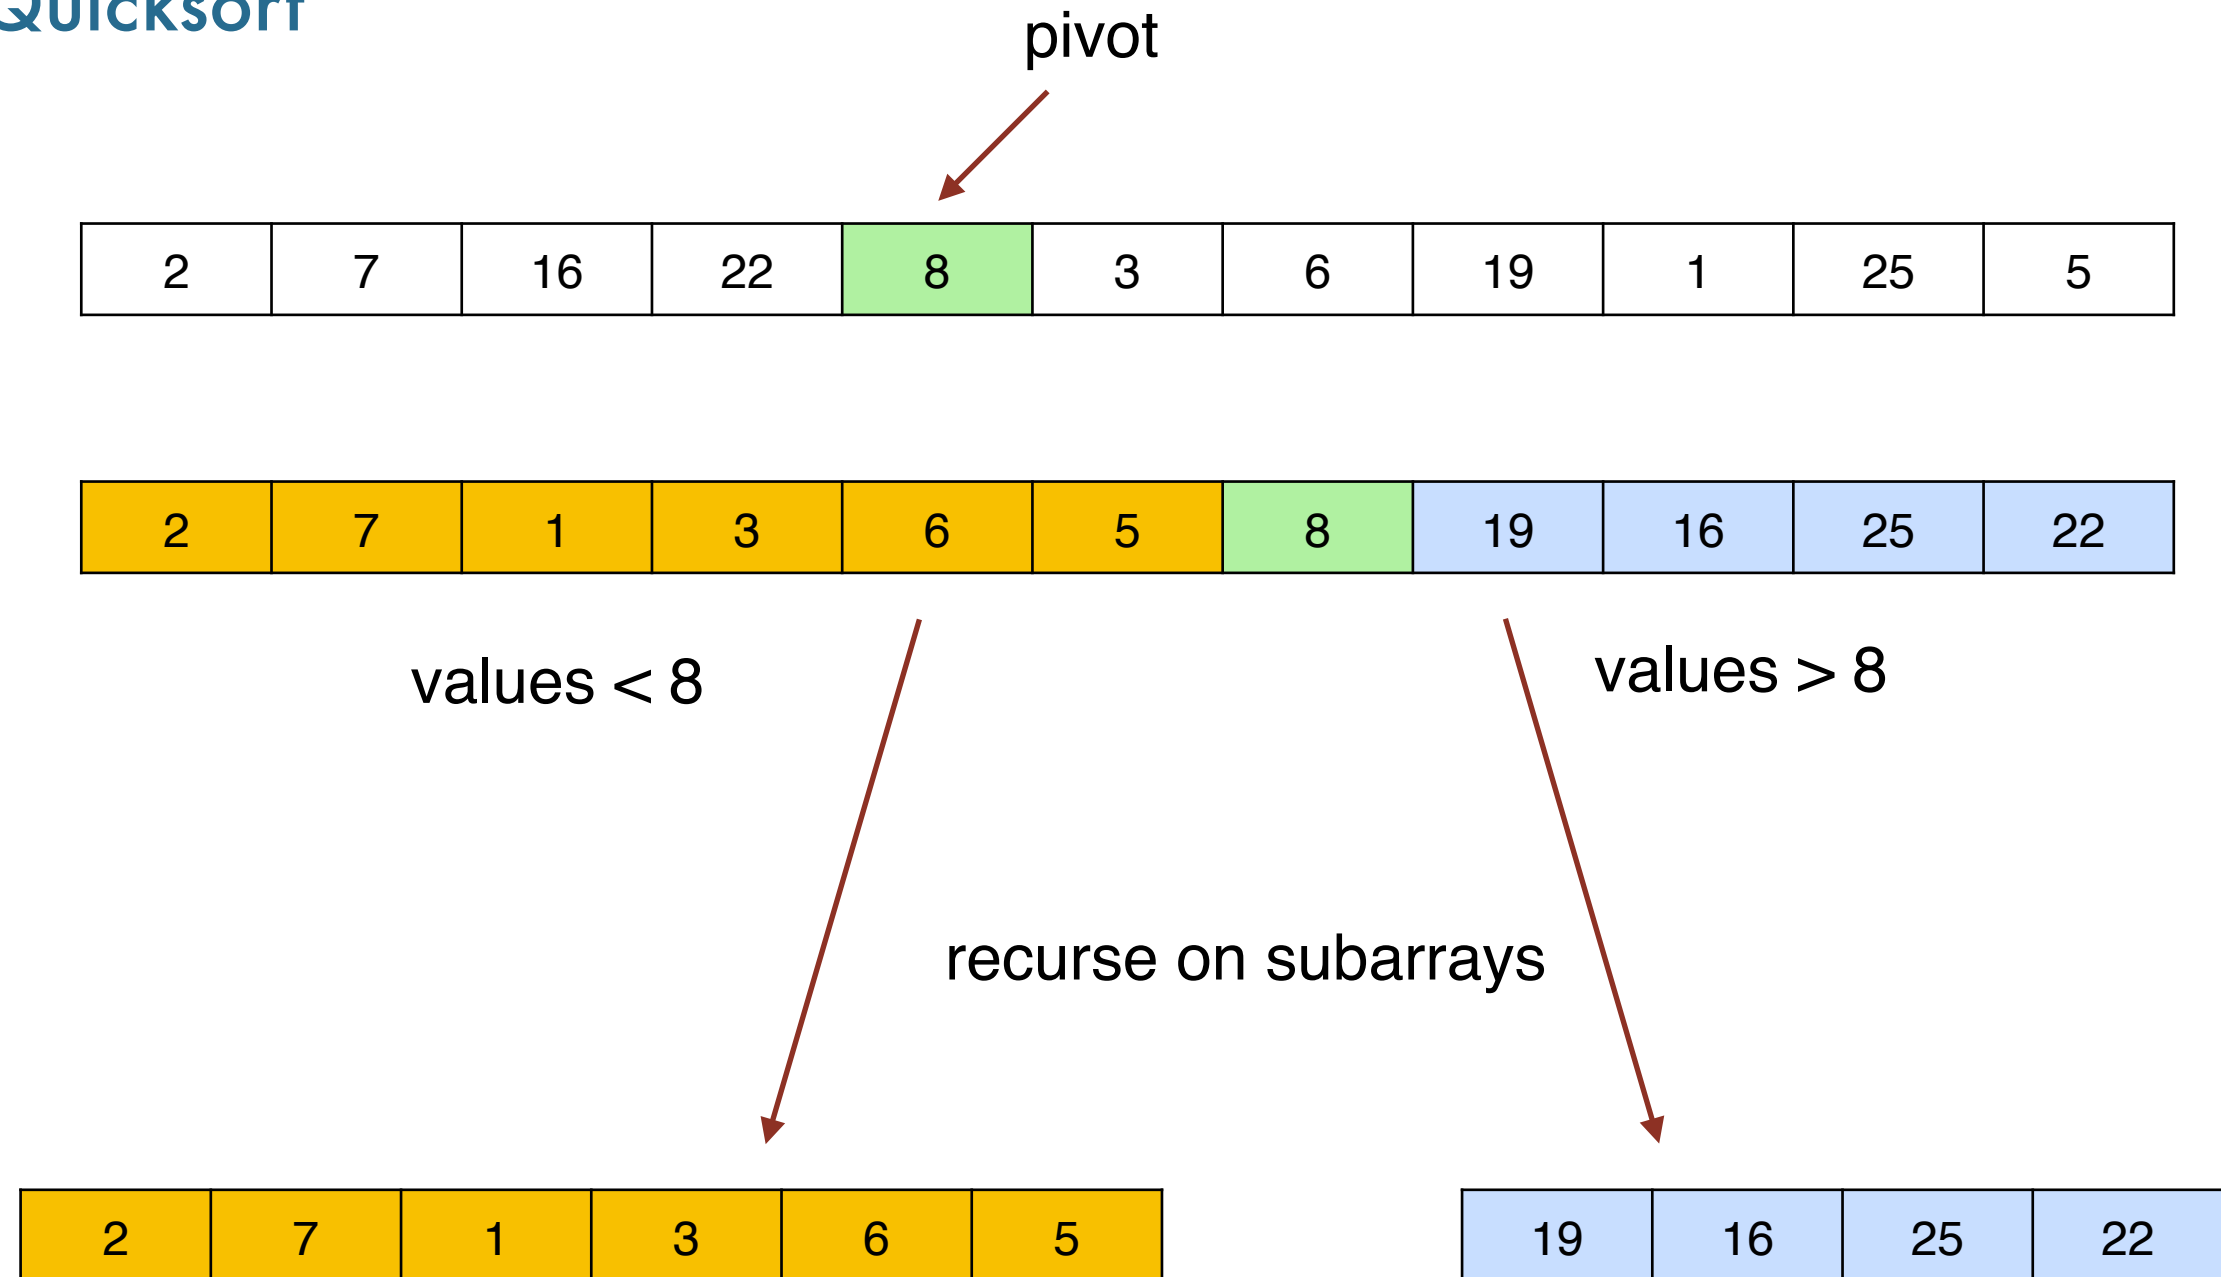 Quicksort
pivot
2 7 16 22 8 3 6 19 1 25 5
2 7 1 3 6 5 8 19 16 25 22
values < 8
values > 8
recurse on subarrays
2 7 1 3 6 5
19 16 25 22